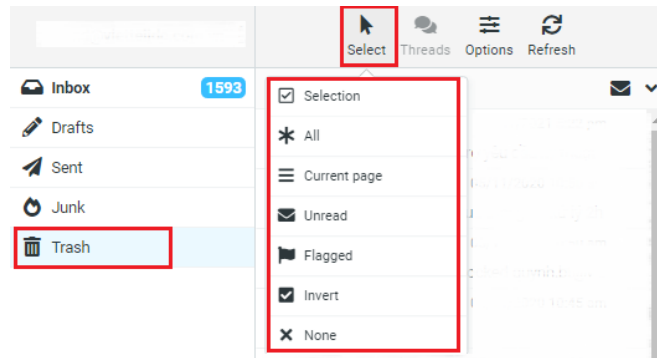 Select Threads Options Refresh
Inbox 1593
Drafts
Sent
Junk
Trash
Selection
All
Current page
Unread
Flagged
Invert
None